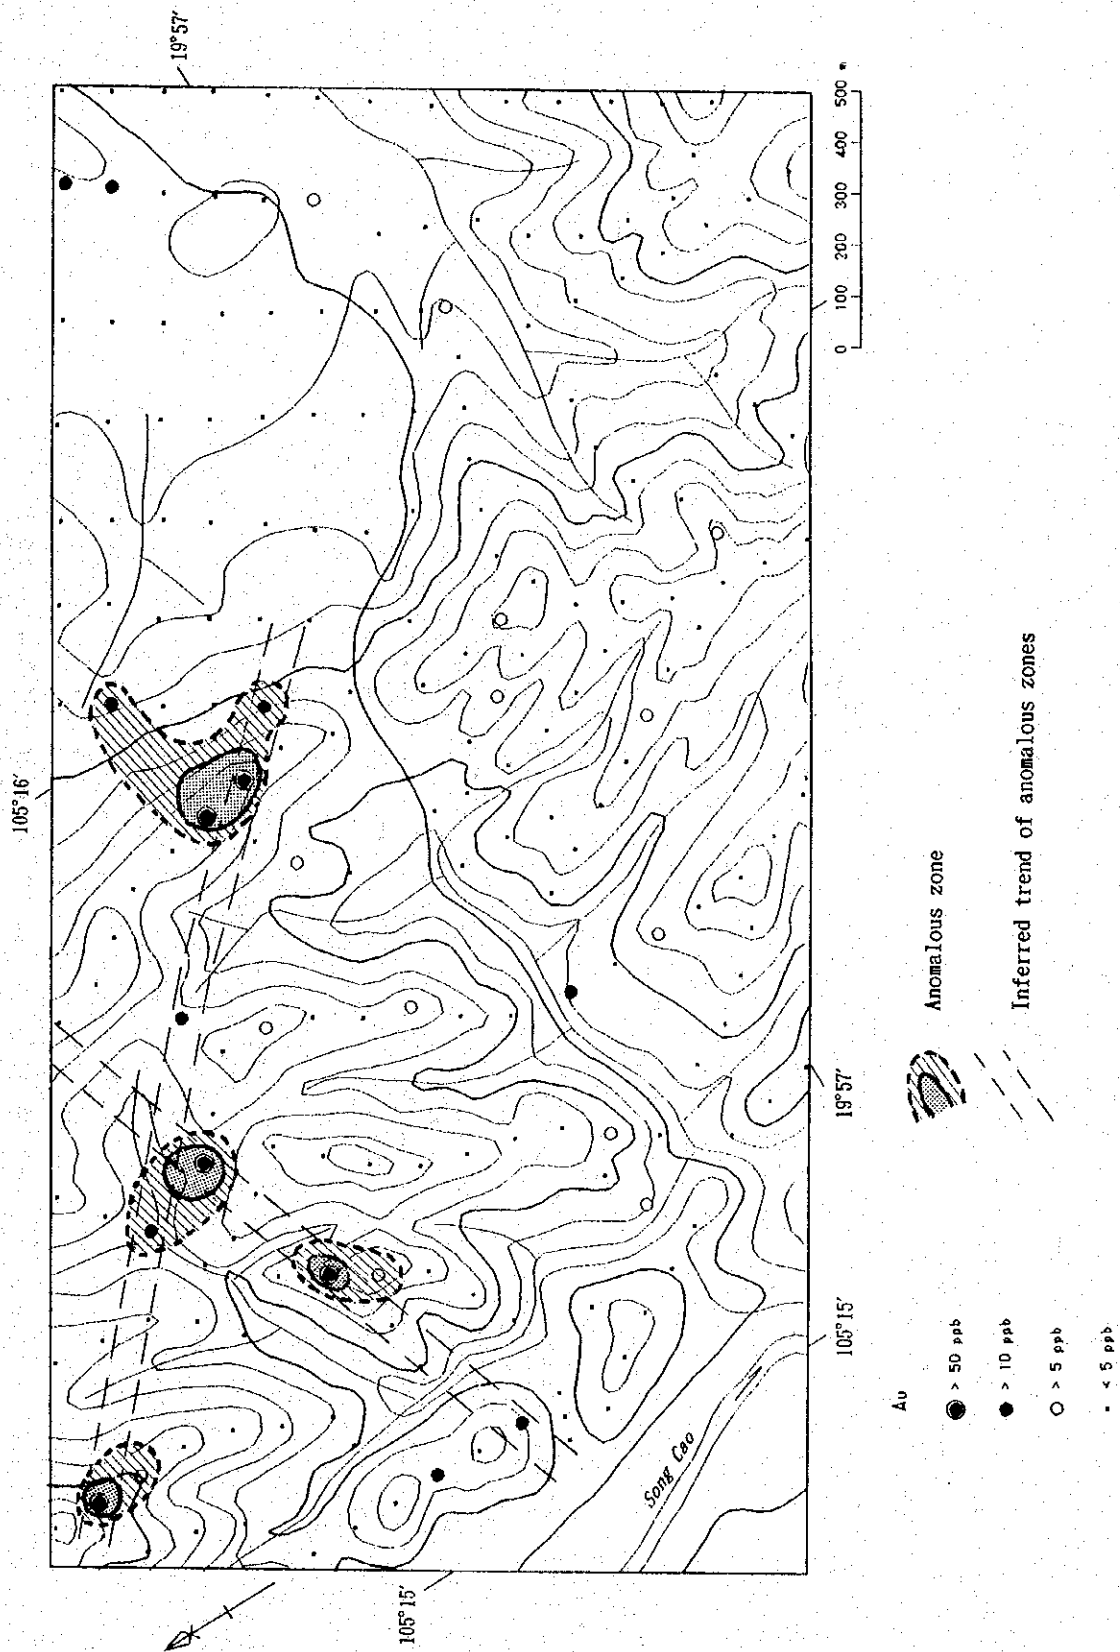 19°57′
105°16′
105°15′
19°57′
105°15′
Song Cao
0 100 200 300 400 500 m
Au
> 50 ppb
> 10 ppb
> 5 ppb
< 5 ppb
Anomalous zone
Inferred trend of anomalous zones